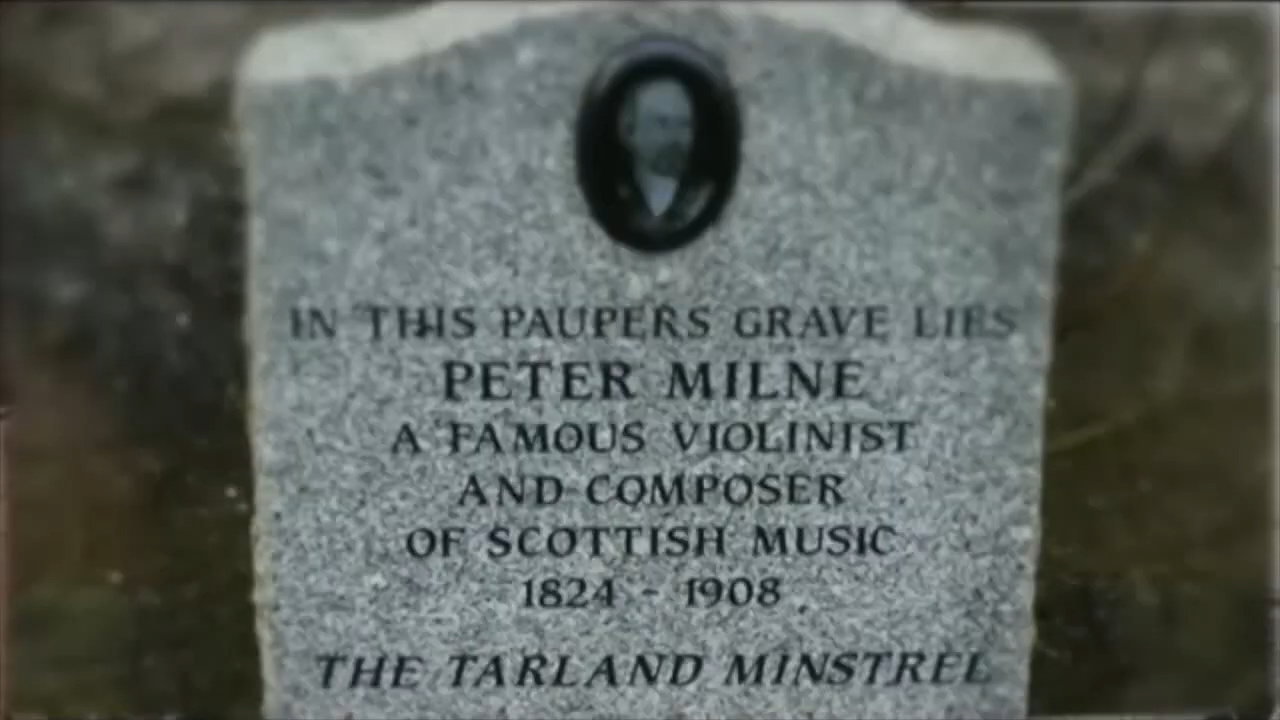 IN THIS PAUPERS GRAVE LIES
PETER MILNE
A FAMOUS VIOLINIST
AND COMPOSER
OF SCOTTISH MUSIC
1824 - 1908
THE TARLAND MINSTREL